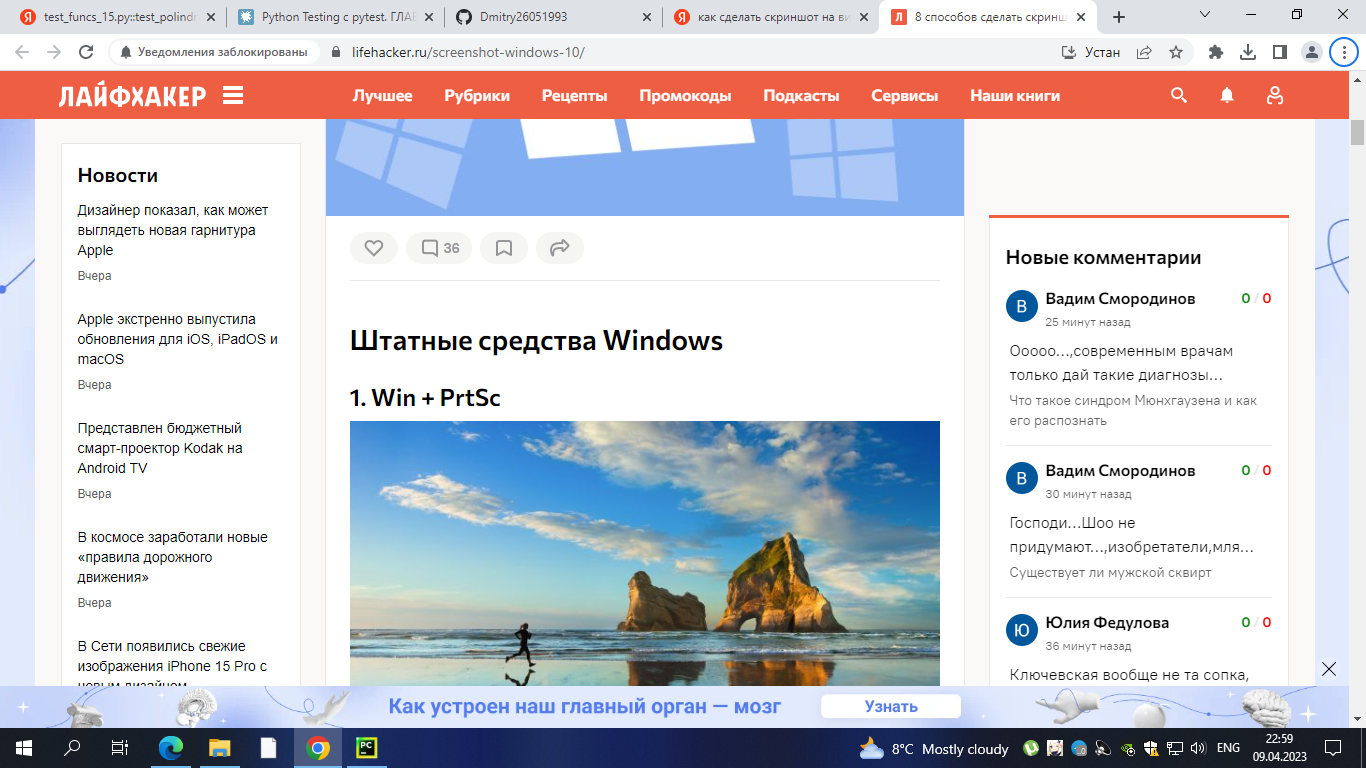 test_funcs_15.py::test_polindr
Python Testing с pytest. ГЛАВ
Dmitry26051993
как сделать скриншот на ви
8 способов сделать скринш
Уведомления заблокированы
lifehacker.ru/screenshot-windows-10/
Устан
ЛАЙФХАКЕР
Лучшее
Рубрики
Рецепты
Промокоды
Подкасты
Сервисы
Наши книги
Новости
Дизайнер показал, как может
выглядеть новая гарнитура
Apple
Вчера
Apple экстренно выпустила
обновления для iOS, iPadOS и
macOS
Вчера
Представлен бюджетный
смарт-проектор Kodak на
Android TV
Вчера
В космосе заработали новые
«правила дорожного
движения»
Вчера
В Сети появились свежие
изображения iPhone 15 Pro с
новым дизайном
36
Штатные средства Windows
1. Win + PrtSc
Новые комментарии
В
Вадим Смородинов
0 / 0
25 минут назад
Ооооо...,современным врачам
только дай такие диагнозы...
Что такое синдром Мюнхгаузена и как
его распознать
В
Вадим Смородинов
0 / 0
30 минут назад
Господи...Шоо не
придумают...,изобретатели,мля...
Существует ли мужской сквирт
Ю
Юлия Федулова
0 / 0
36 минут назад
Ключевская вообще не та сопка,
Как устроен наш главный орган — мозг
Узнать
8°C Mostly cloudy
ENG
22:59
09.04.2023